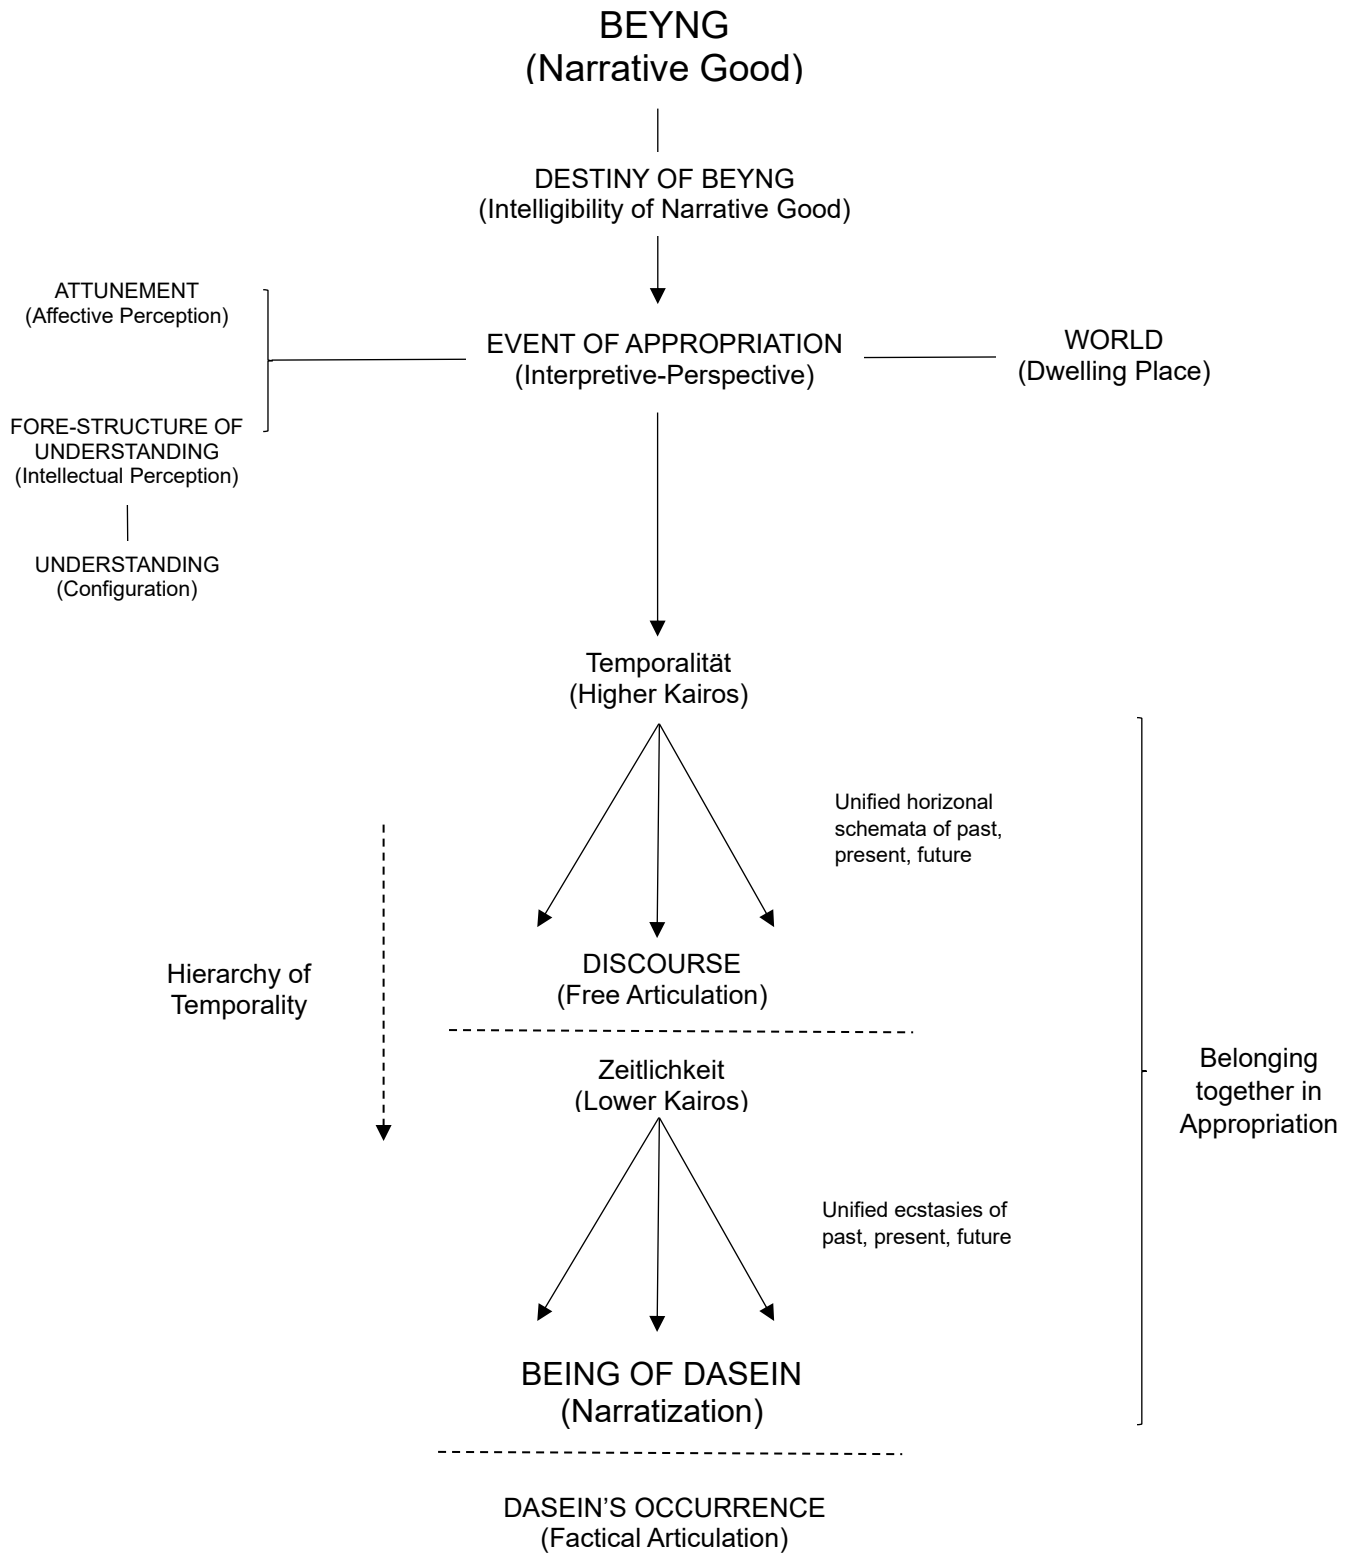 BEYNG
(Narrative Good)
DESTINY OF BEYNG
(Intelligibility of Narrative Good)
ATTUNEMENT
(Affective Perception)
EVENT OF APPROPRIATION
(Interpretive-Perspective)
WORLD
(Dwelling Place)
FORE-STRUCTURE OF
UNDERSTANDING
(Intellectual Perception)
UNDERSTANDING
(Configuration)
Temporalität
(Higher Kairos)
Unified horizonal
schemata of past,
present, future
Hierarchy of
Temporality
DISCOURSE
(Free Articulation)
Zeitlichkeit
(Lower Kairos)
Belonging
together in
Appropriation
Unified ecstasies of
past, present, future
BEING OF DASEIN
(Narratization)
DASEIN’S OCCURRENCE
(Factical Articulation)